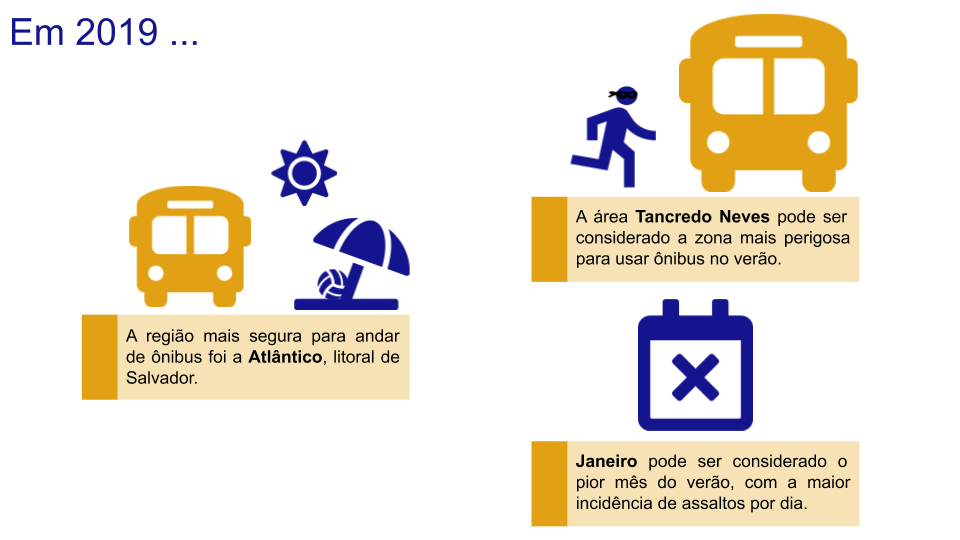 Em 2019 ...
A região mais segura para andar
de ônibus foi a Atlântico, litoral de
Salvador.
A área Tancredo Neves pode ser
considerado a zona mais perigosa
para usar ônibus no verão.
Janeiro pode ser considerado o
pior mês do verão, com a maior
incidência de assaltos por dia.